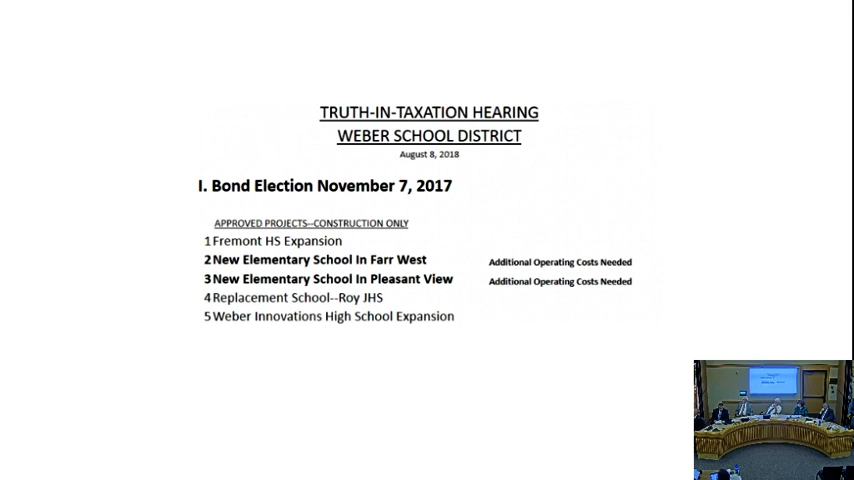 TRUTH-IN-TAXATION HEARING
WEBER SCHOOL DISTRICT
August 8, 2018
I. Bond Election November 7, 2017
APPROVED PROJECTS--CONSTRUCTION ONLY
1 Fremont HS Expansion
2 New Elementary School In Farr West Additional Operating Costs Needed
3 New Elementary School In Pleasant View Additional Operating Costs Needed
4 Replacement School--Roy JHS
5 Weber Innovations High School Expansion